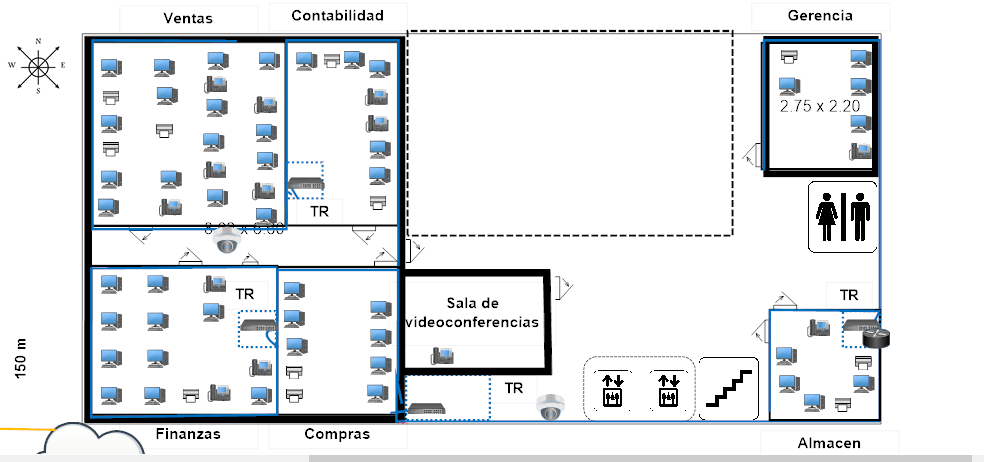 Ventas
Contabilidad
Gerencia
N
W
E
S
2.75 x 2.20
TR
TR
TR
Sala de
videoconferencias
150 m
TR
Finanzas
Compras
Almacen